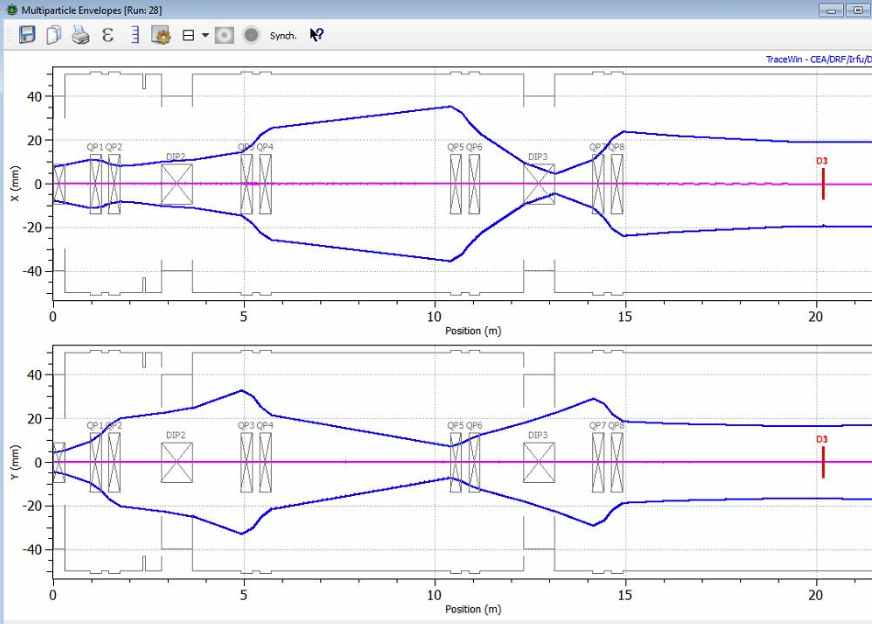 Multiparticle Envelopes [Run: 28]
ε Synch. ?
TraceWin - CEA/DRF/Irfu/D
40
20
0
-20
-40
X (mm)
QP1 QP2 DIP2 QP3 QP4 QP5 QP6 DIP3 QP7 QP8 D3
0 5 10 15 20
Position (m)
40
20
0
-20
-40
Y (mm)
QP1 QP2 DIP2 QP3 QP4 QP5 QP6 DIP3 QP7 QP8 D3
0 5 10 15 20
Position (m)